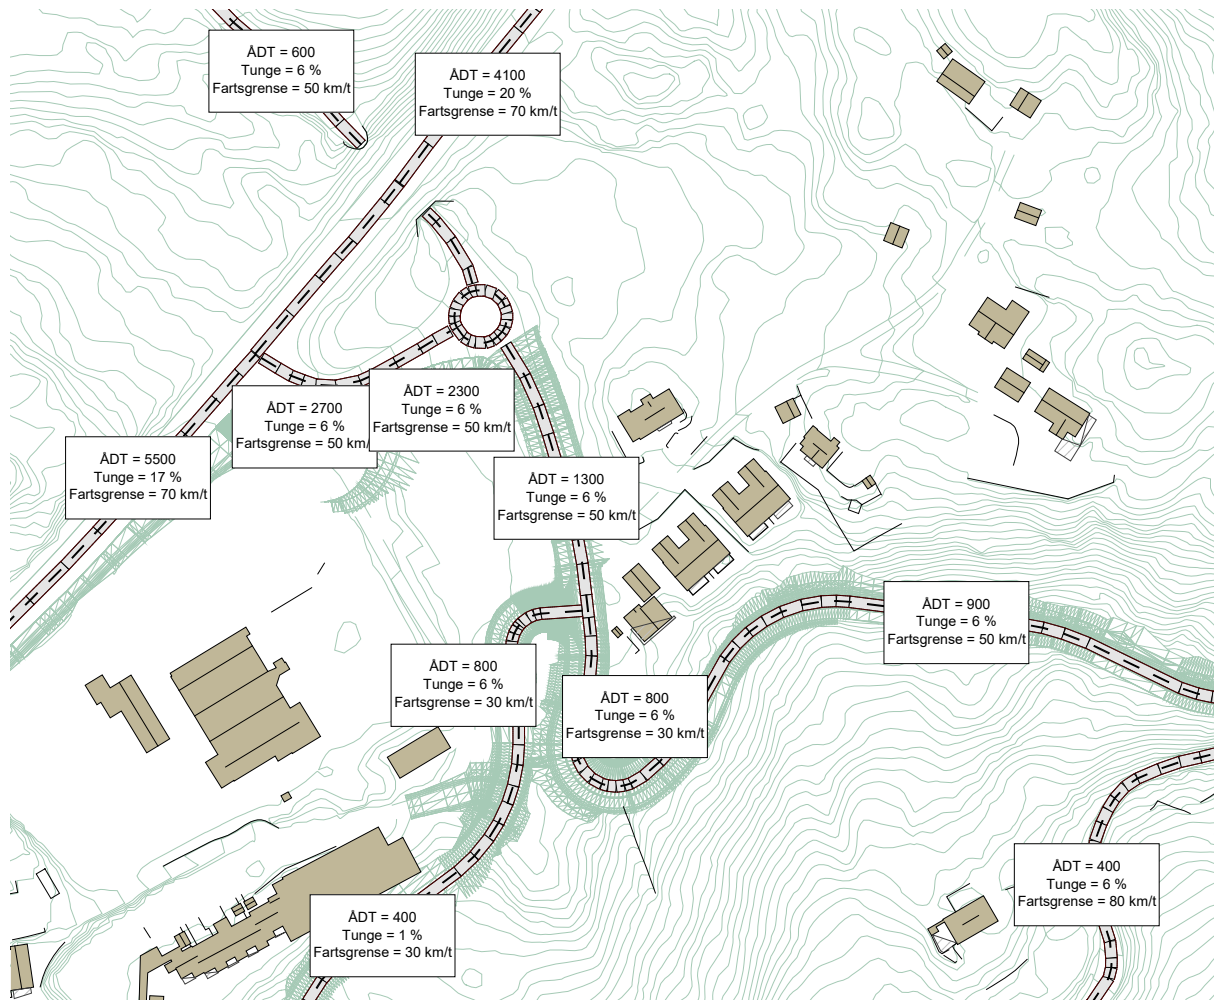 ÅDT = 600
Tunge = 6 %
Fartsgrense = 50 km/t
ÅDT = 4100
Tunge = 20 %
Fartsgrense = 70 km/t
ÅDT = 2300
Tunge = 6 %
Fartsgrense = 50 km/t
ÅDT = 2700
Tunge = 6 %
Fartsgrense = 50 km/
ÅDT = 5500
Tunge = 17 %
Fartsgrense = 70 km/t
ÅDT = 1300
Tunge = 6 %
Fartsgrense = 50 km/t
ÅDT = 900
Tunge = 6 %
Fartsgrense = 50 km/t
ÅDT = 800
Tunge = 6 %
Fartsgrense = 30 km/t
ÅDT = 800
Tunge = 6 %
Fartsgrense = 30 km/t
ÅDT = 400
Tunge = 6 %
Fartsgrense = 80 km/t
ÅDT = 400
Tunge = 1 %
Fartsgrense = 30 km/t